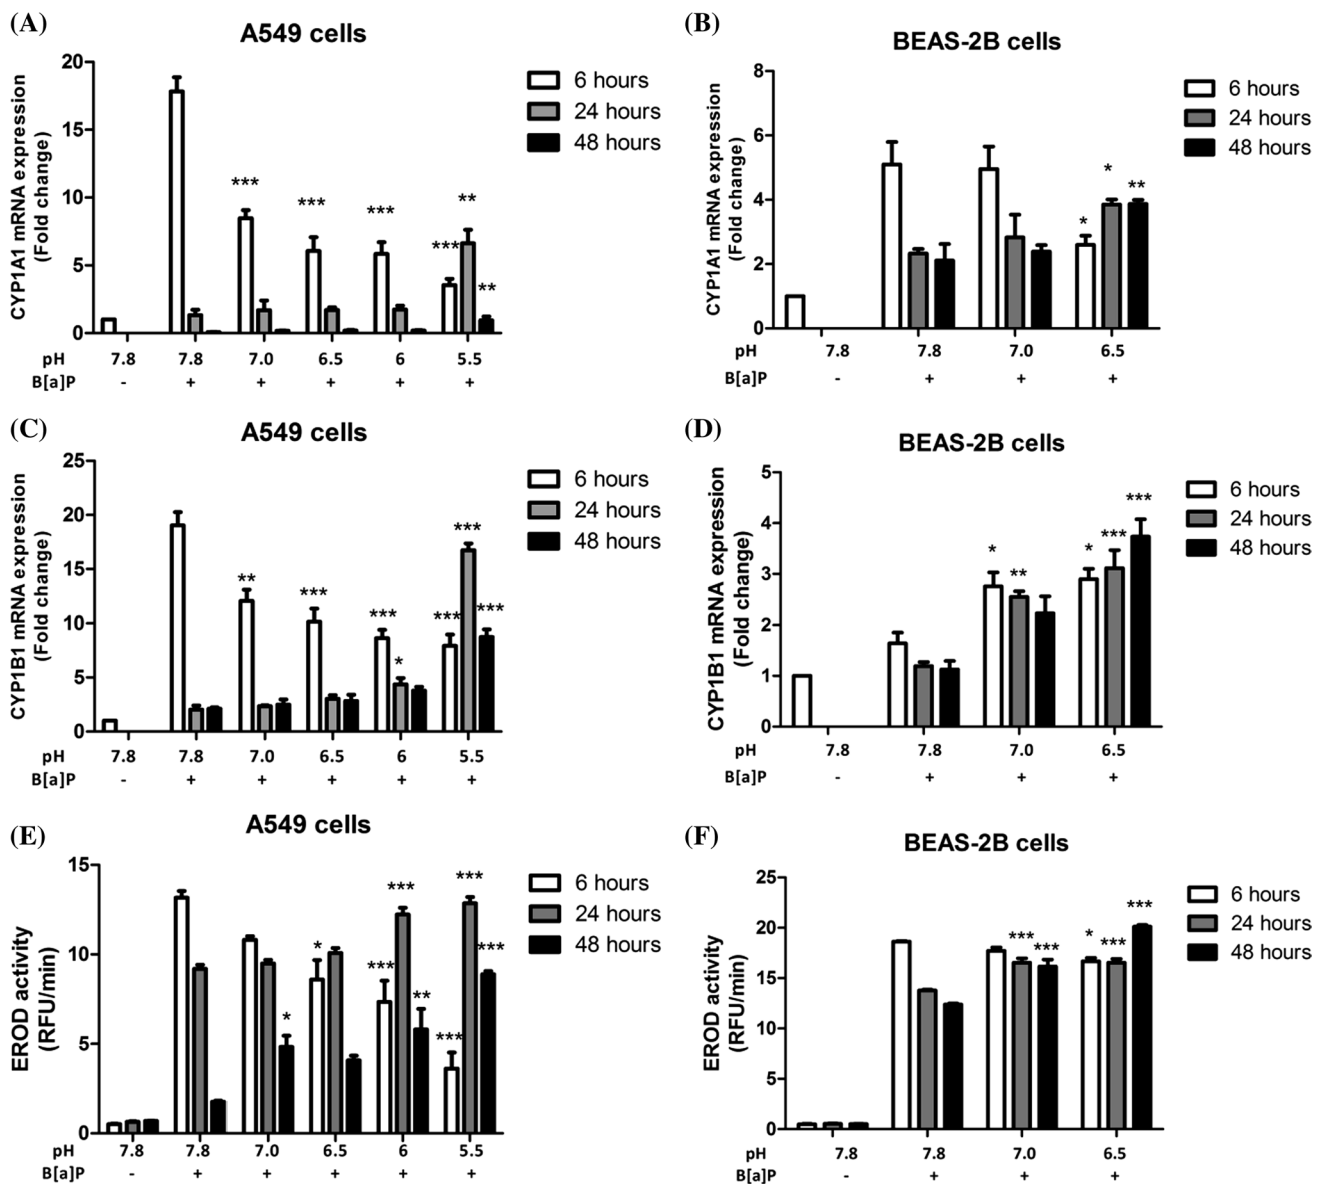 (A)
A549 cells
CYP1A1 mRNA expression
(Fold change)
20
15
10
5
0
*** *** *** *** ** **
6 hours
24 hours
48 hours
pH 7.8 7.8 7.0 6.5 6 5.5
B[a]P - + + + + +
(B)
BEAS-2B cells
CYP1A1 mRNA expression
(Fold change)
8
6
4
2
0
* * **
6 hours
24 hours
48 hours
pH 7.8 7.8 7.0 6.5
B[a]P - + + +
(C)
A549 cells
CYP1B1 mRNA expression
(Fold change)
25
20
15
10
5
0
** *** *** * *** *** ***
6 hours
24 hours
48 hours
pH 7.8 7.8 7.0 6.5 6 5.5
B[a]P - + + + + +
(D)
BEAS-2B cells
CYP1B1 mRNA expression
(Fold change)
5
4
3
2
1
0
* ** * *** ***
6 hours
24 hours
48 hours
pH 7.8 7.8 7.0 6.5
B[a]P - + + +
(E)
A549 cells
EROD activity
(RFU/min)
15
10
5
0
* * *** *** ** *** *** ***
6 hours
24 hours
48 hours
pH 7.8 7.8 7.0 6.5 6 5.5
B[a]P - + + + + +
(F)
BEAS-2B cells
EROD activity
(RFU/min)
25
20
15
10
5
0
*** *** * *** ***
6 hours
24 hours
48 hours
pH 7.8 7.8 7.0 6.5
B[a]P - + + +